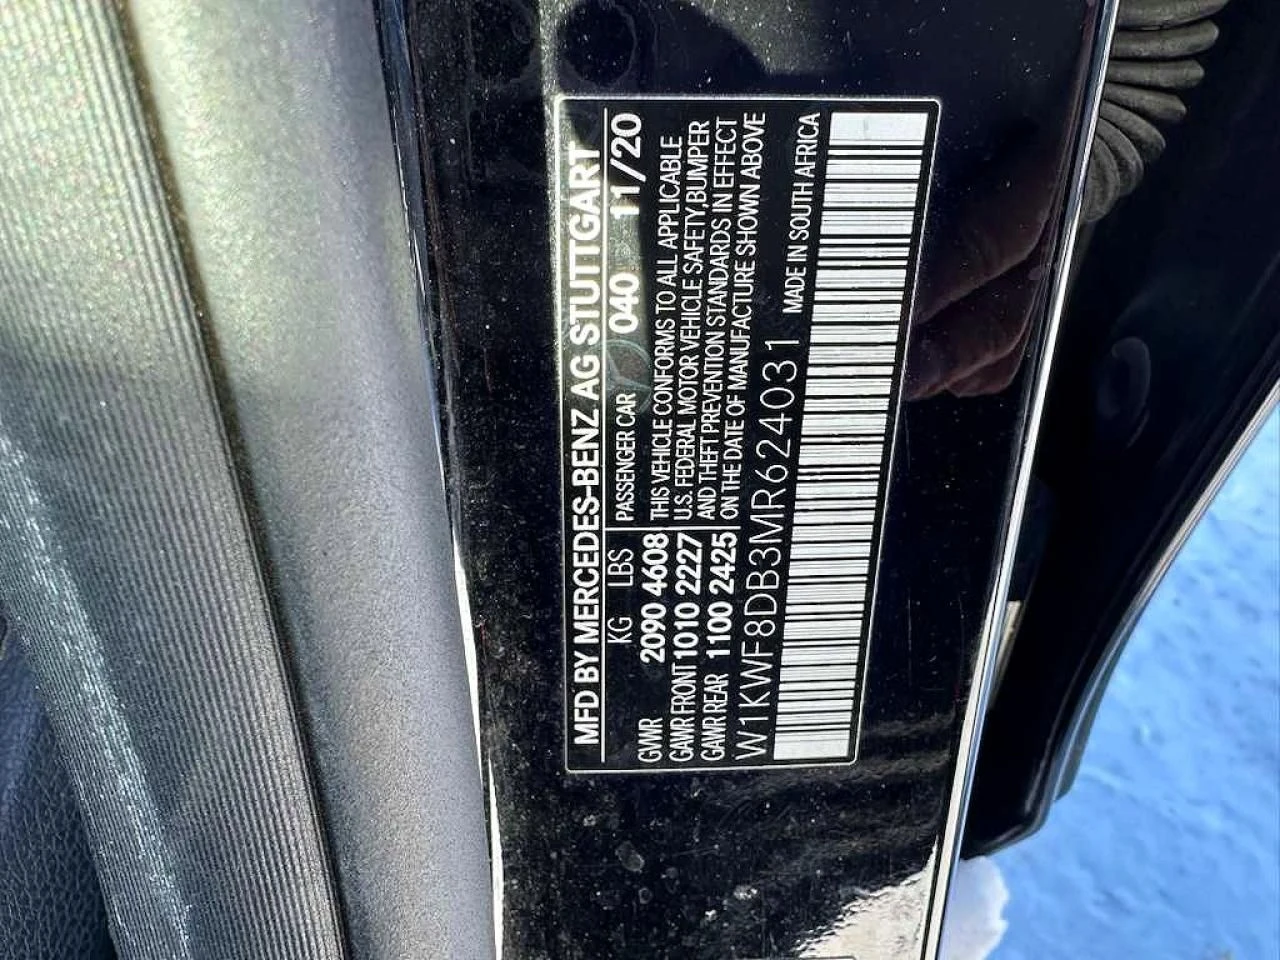 MFD BY MERCEDES-BENZ AG STUTTGART
KG LBS PASSENGER CAR 040 11/20
GVWR 2090 4608
GAWR FRONT 1010 2227
GAWR REAR 1100 2425
THIS VEHICLE CONFORMS TO ALL APPLICABLE
U.S. FEDERAL MOTOR VEHICLE SAFETY,BUMPER
AND THEFT PREVENTION STANDARDS IN EFFECT
ON THE DATE OF MANUFACTURE SHOWN ABOVE
W1KWF8DB3MR624031 MADE IN SOUTH AFRICA